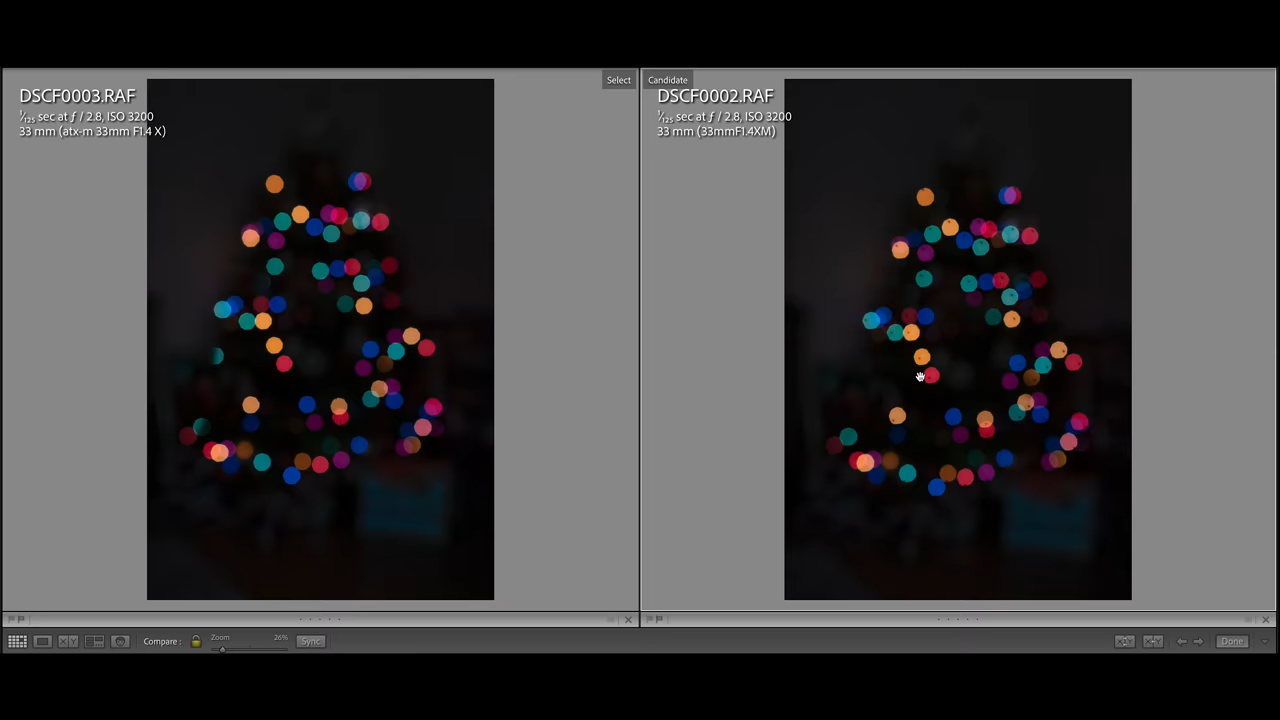 DSCF0003.RAF
1/125 sec at ƒ / 2.8, ISO 3200
33 mm (atx-m 33mm F1.4 X)
Select
Candidate
DSCF0002.RAF
1/125 sec at ƒ / 2.8, ISO 3200
33 mm (33mmF1.4XM)
X Y
Compare :
Zoom
26%
Sync
Done